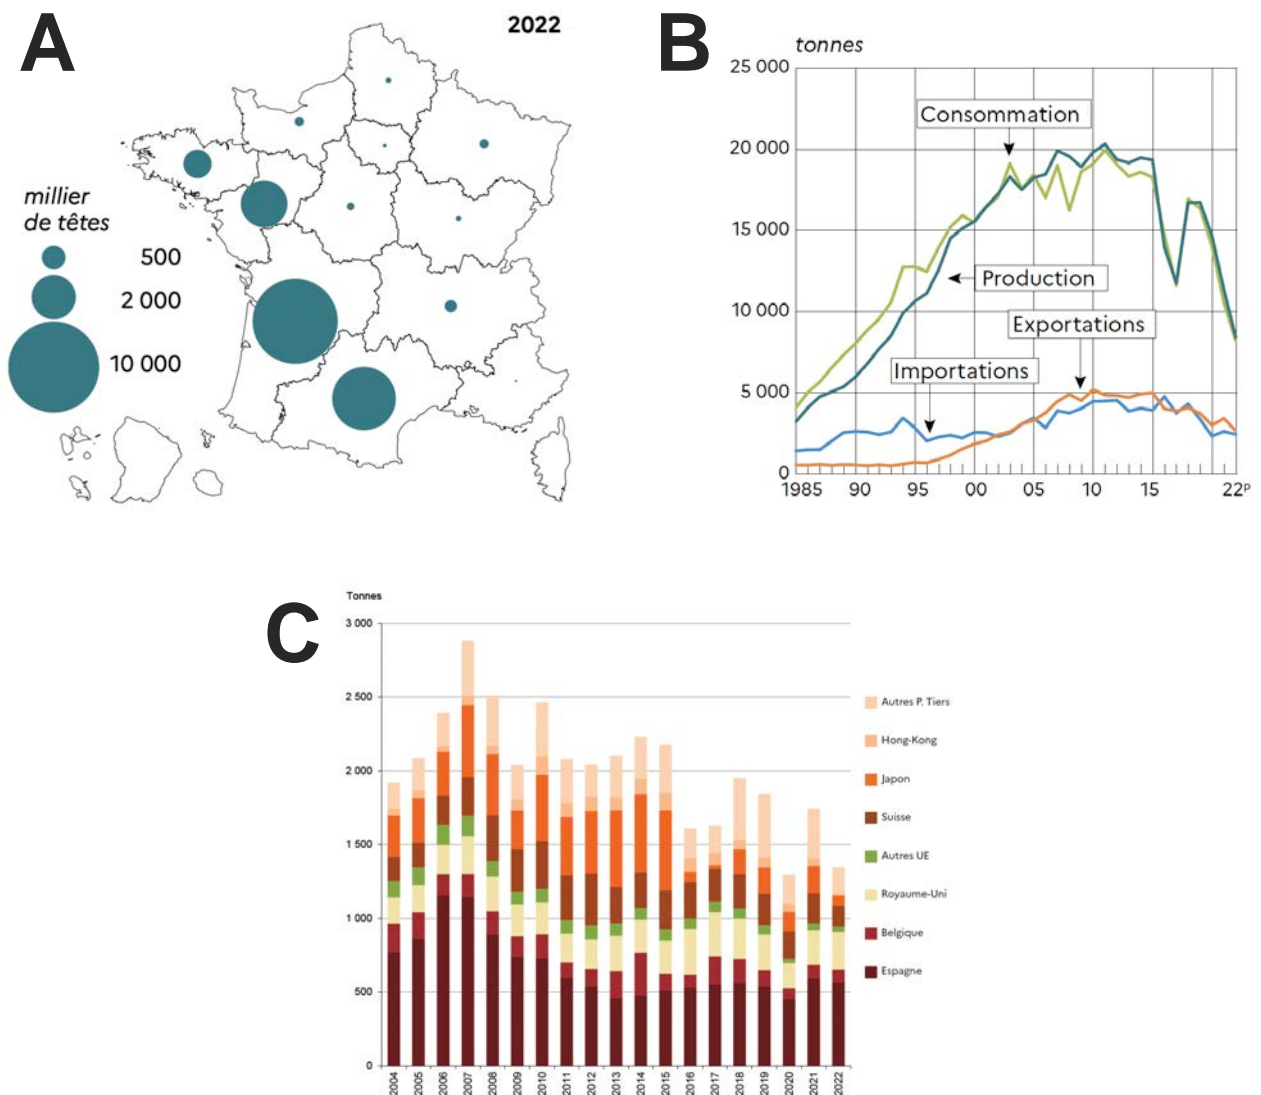 A
2022
millier
de têtes
500
2 000
10 000
B
tonnes
25 000
20 000
15 000
10 000
5 000
0
Consommation
Production
Exportations
Importations
1985 90 95 00 05 10 15 22P
C
Tonnes
3 000
2 500
2 000
1 500
1 000
500
0
2004 2005 2006 2007 2008 2009 2010 2011 2012 2013 2014 2015 2016 2017 2018 2019 2020 2021 2022
Autres P. Tiers
Hong-Kong
Japon
Suisse
Autres UE
Royaume-Uni
Belgique
Espagne